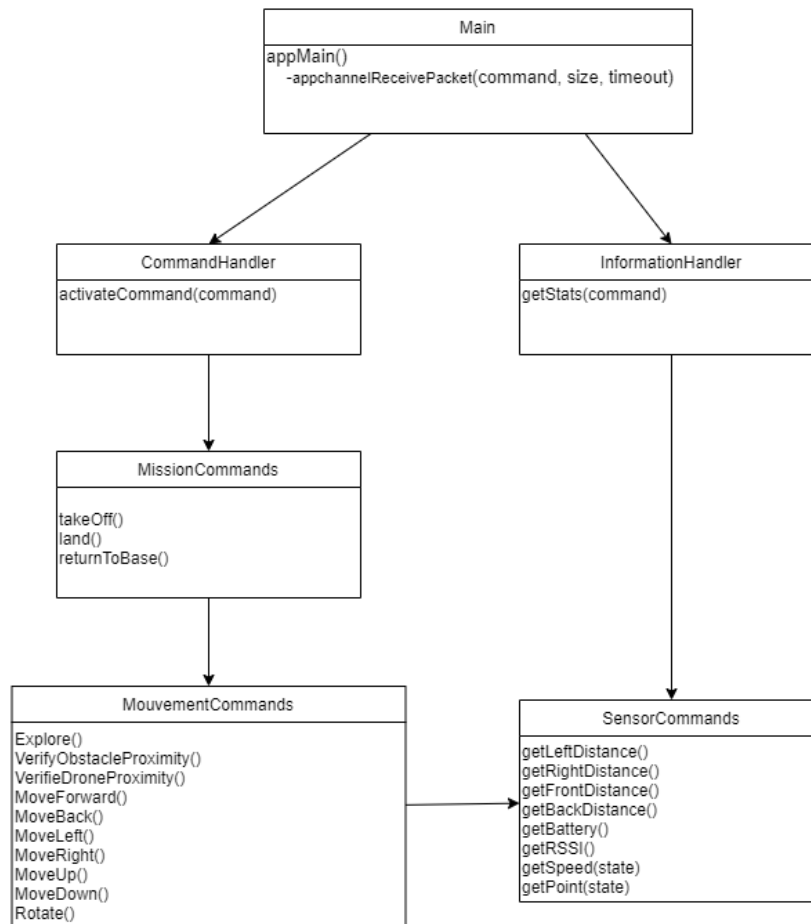 Main
appMain()
-appchannelReceivePacket(command, size, timeout)
CommandHandler
activateCommand(command)
InformationHandler
getStats(command)
MissionCommands
takeOff()
land()
returnToBase()
MouvementCommands
Explore()
VerifyObstacleProximity()
VerifieDroneProximity()
MoveForward()
MoveBack()
MoveLeft()
MoveRight()
MoveUp()
MoveDown()
Rotate()
SensorCommands
getLeftDistance()
getRightDistance()
getFrontDistance()
getBackDistance()
getBattery()
getRSSI()
getSpeed(state)
getPoint(state)